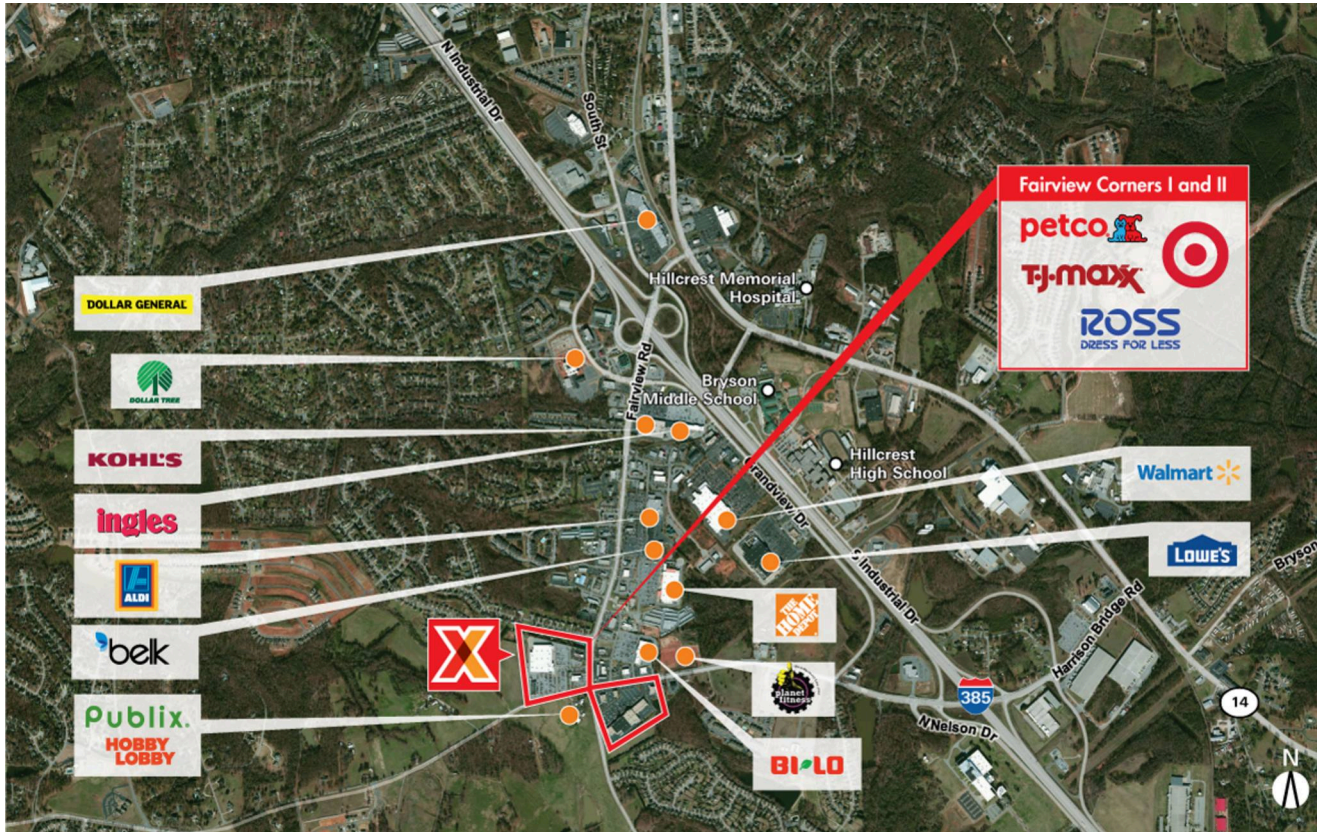 N Industrial Dr
South St
Fairview Corners I and II
petco
T·J·maxx
ROSS
DRESS FOR LESS
Hillcrest Memorial
Hospital
DOLLAR GENERAL
Fairview Rd
DOLLAR TREE
Bryson
Middle School
KOHL'S
Hillcrest
High School
Walmart
Grandview Dr
ingles
LOWE'S
Bryson
ALDI
S Industrial Dr
THE
HOME
DEPOT
Harrison Bridge Rd
belk
X
planet
fitness
385
14
Publix.
HOBBY
LOBBY
N Nelson Dr
BI-LO
N